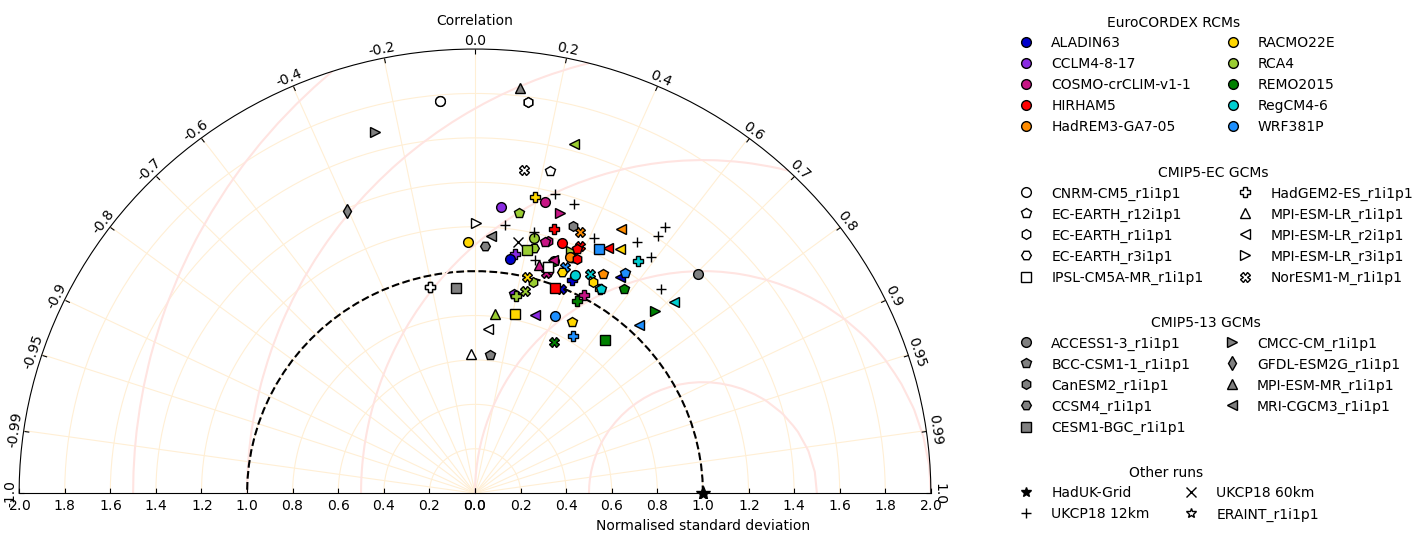 Correlation
0.0
-0.2
0.2
-0.4
0.4
-0.6
0.6
-0.7
0.7
-0.8
0.8
-0.9
0.9
-0.95
0.95
-0.99
0.99
-1.0
1.0
2.0 1.8 1.6 1.4 1.2 1.0 0.8 0.6 0.4 0.2 0.0 0.2 0.4 0.6 0.8 1.0 1.2 1.4 1.6 1.8 2.0
Normalised standard deviation
EuroCORDEX RCMs
ALADIN63 RACMO22E
CCLM4-8-17 RCA4
COSMO-crCLIM-v1-1 REMO2015
HIRHAM5 RegCM4-6
HadREM3-GA7-05 WRF381P
CMIP5-EC GCMs
CNRM-CM5_r1i1p1 HadGEM2-ES_r1i1p1
EC-EARTH_r12i1p1 MPI-ESM-LR_r1i1p1
EC-EARTH_r1i1p1 MPI-ESM-LR_r2i1p1
EC-EARTH_r3i1p1 MPI-ESM-LR_r3i1p1
IPSL-CM5A-MR_r1i1p1 NorESM1-M_r1i1p1
CMIP5-13 GCMs
ACCESS1-3_r1i1p1 CMCC-CM_r1i1p1
BCC-CSM1-1_r1i1p1 GFDL-ESM2G_r1i1p1
CanESM2_r1i1p1 MPI-ESM-MR_r1i1p1
CCSM4_r1i1p1 MRI-CGCM3_r1i1p1
CESM1-BGC_r1i1p1
Other runs
HadUK-Grid UKCP18 60km
UKCP18 12km ERAINT_r1i1p1